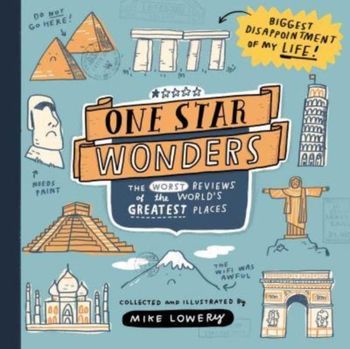 DO NOT
GO HERE!
BIGGEST
DISAPPOINTMENT
OF MY LIFE!
ONE STAR
WONDERS
THE WORST REVIEWS
of the WORLD'S
GREATEST PLACES
NEEDS
PAINT
THE WIFI WAS
AWFUL
COLLECTED and ILLUSTRATED by
MIKE LOWERY